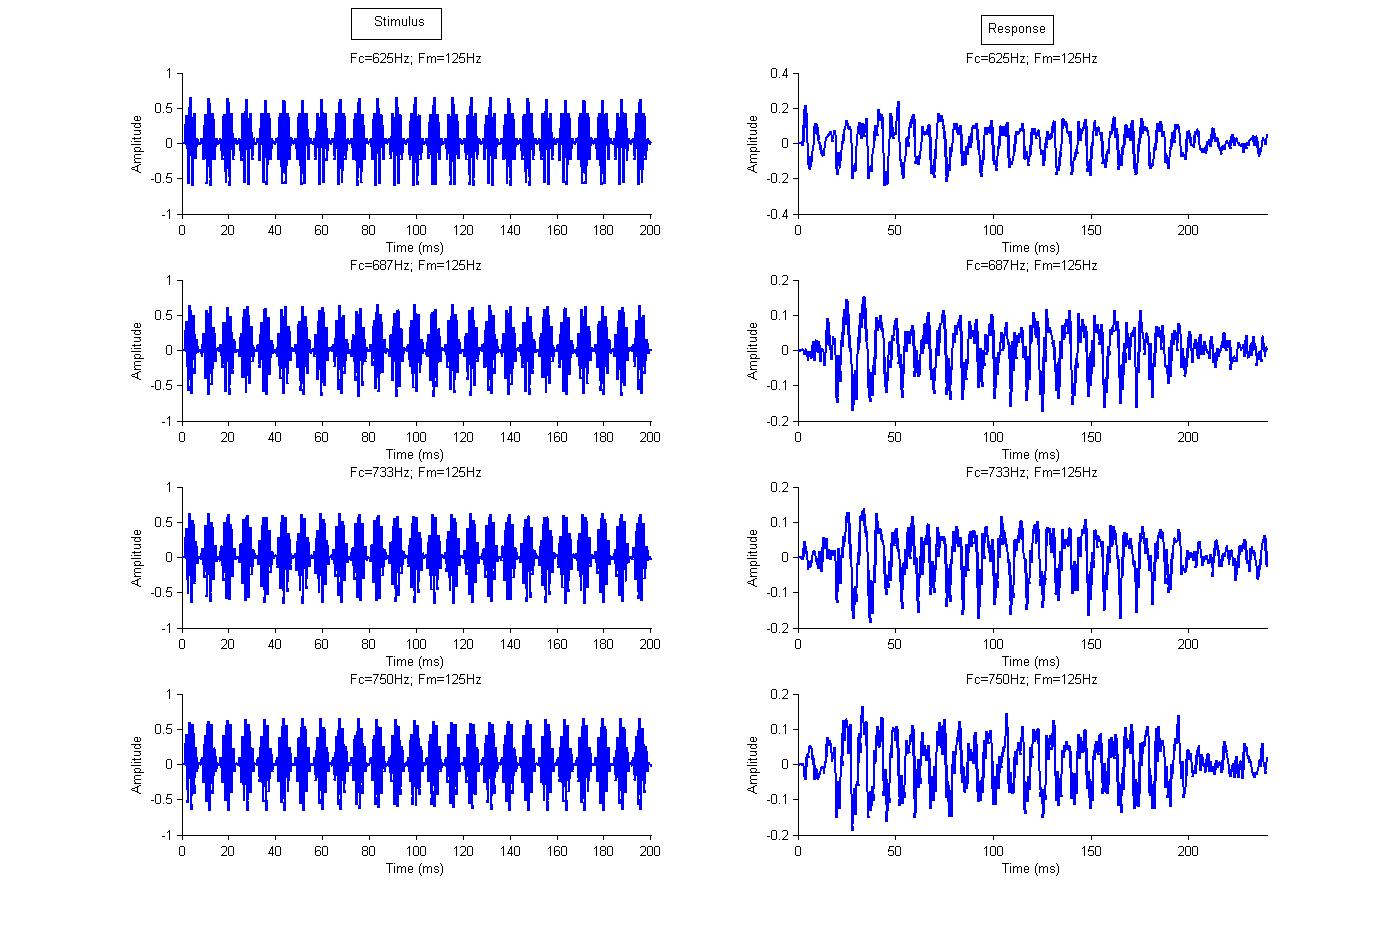 Stimulus
Response
Fc=625Hz; Fm=125Hz
1
0.5
0
-0.5
-1
Amplitude
0 20 40 60 80 100 120 140 160 180 200
Time (ms)
Fc=625Hz; Fm=125Hz
0.4
0.2
0
-0.2
-0.4
Amplitude
0 50 100 150 200
Time (ms)
Fc=687Hz; Fm=125Hz
1
0.5
0
-0.5
-1
Amplitude
0 20 40 60 80 100 120 140 160 180 200
Time (ms)
Fc=687Hz; Fm=125Hz
0.2
0.1
0
-0.1
-0.2
Amplitude
0 50 100 150 200
Time (ms)
Fc=733Hz; Fm=125Hz
1
0.5
0
-0.5
-1
Amplitude
0 20 40 60 80 100 120 140 160 180 200
Time (ms)
Fc=733Hz; Fm=125Hz
0.2
0.1
0
-0.1
-0.2
Amplitude
0 50 100 150 200
Time (ms)
Fc=750Hz; Fm=125Hz
1
0.5
0
-0.5
-1
Amplitude
0 20 40 60 80 100 120 140 160 180 200
Time (ms)
Fc=750Hz; Fm=125Hz
0.2
0.1
0
-0.1
-0.2
Amplitude
0 50 100 150 200
Time (ms)